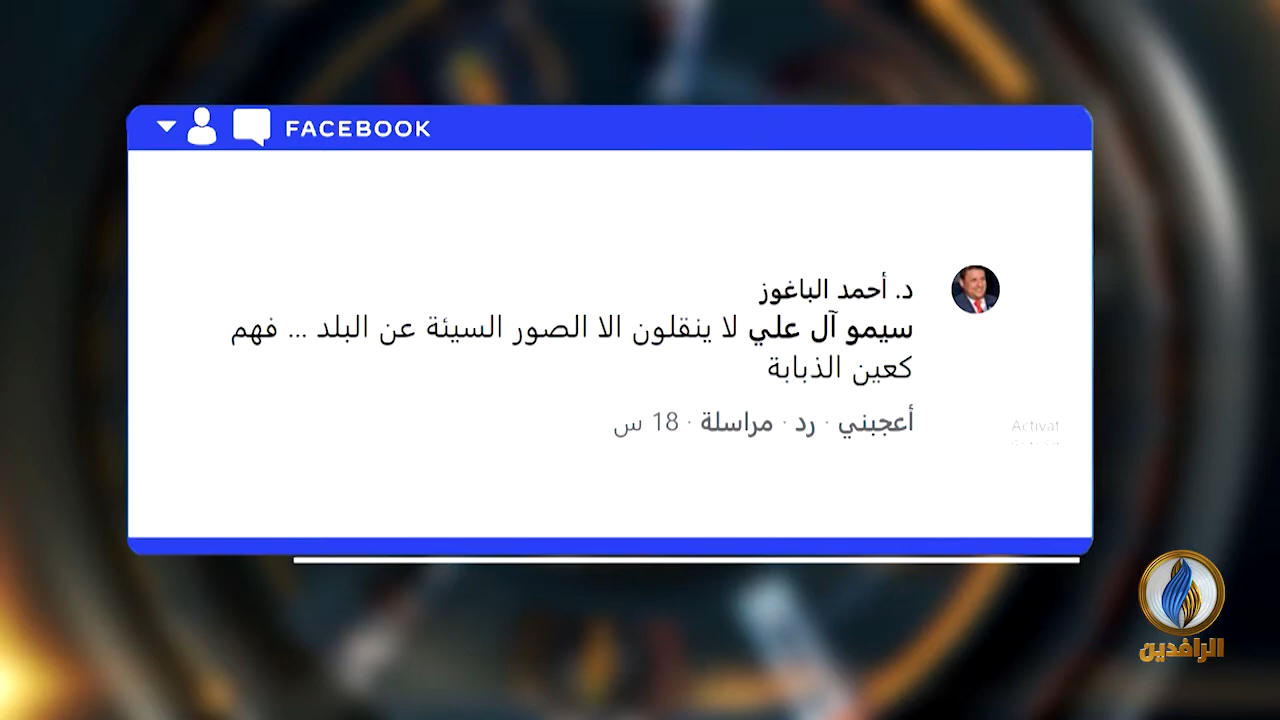 FACEBOOK
د. أحمد الباغوز
سيمو آل علي لا ينقلون الا الصور السيئة عن البلد ... فهم
كعين الذبابة
أعجبني · رد · مراسلة · 18 س
Activat
الرافدين